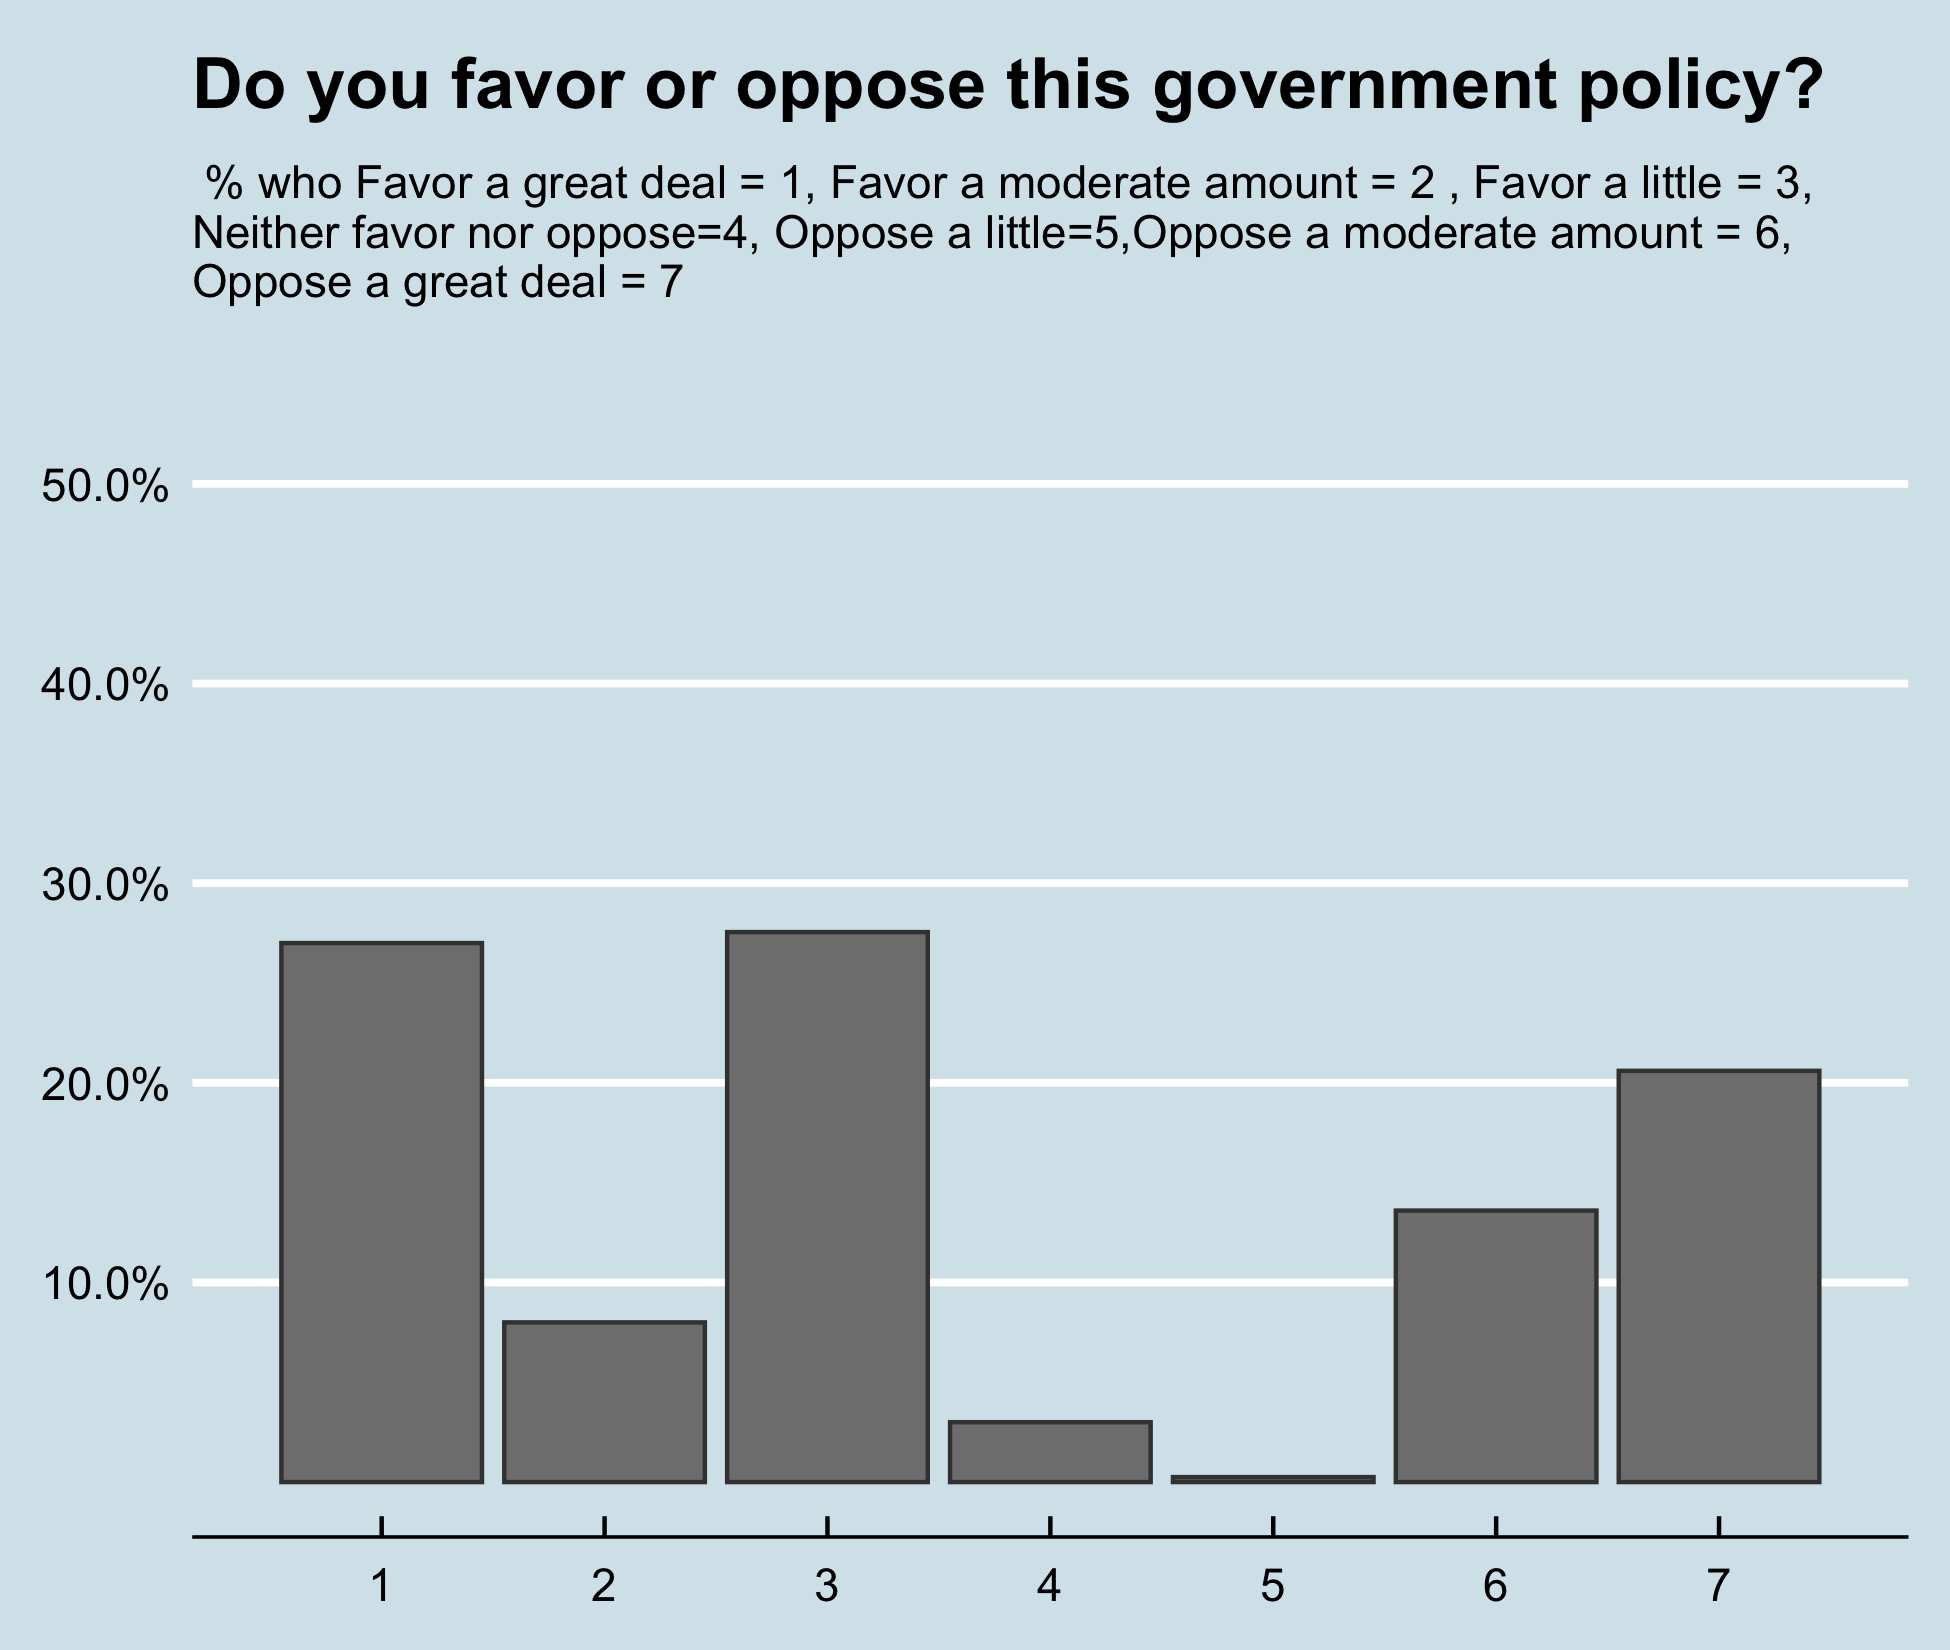 Do you favor or oppose this government policy?
% who Favor a great deal = 1, Favor a moderate amount = 2 , Favor a little = 3,
Neither favor nor oppose=4, Oppose a little=5,Oppose a moderate amount = 6,
Oppose a great deal = 7
50.0%
40.0%
30.0%
20.0%
10.0%
1 2 3 4 5 6 7